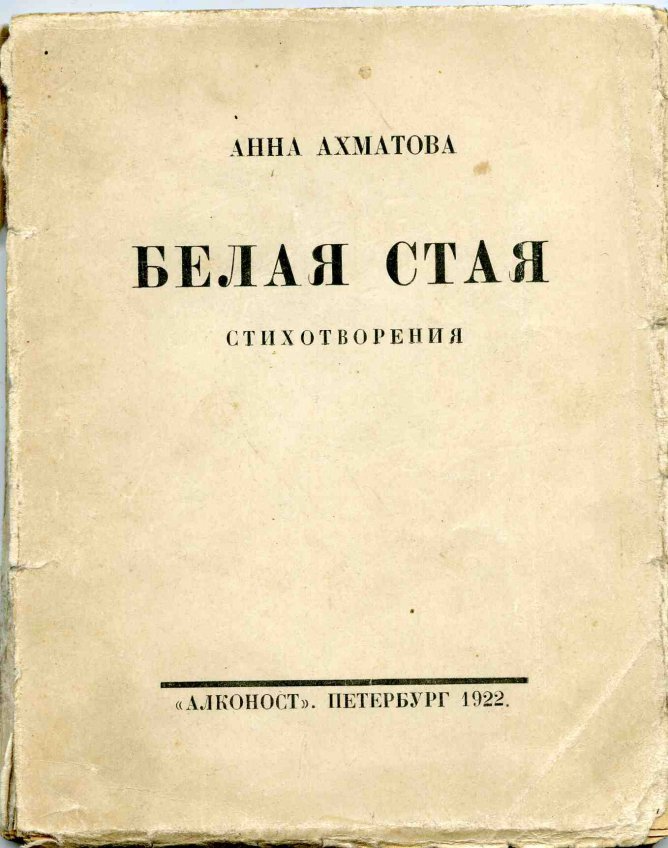 АННА АХМАТОВА
БЕЛАЯ СТАЯ
СТИХОТВОРЕНИЯ
«АЛКОНОСТ». ПЕТЕРБУРГ 1922.